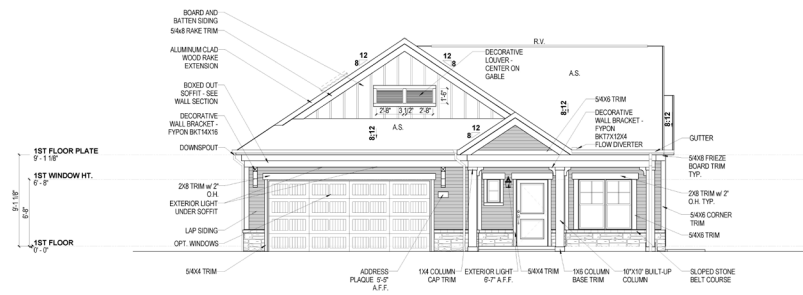 BOARD AND
BATTEN SIDING
5/4x8 RAKE TRIM
ALUMINUM CLAD
WOOD RAKE
EXTENSION
BOXED OUT
SOFFIT - SEE
WALL SECTION
DECORATIVE
WALL BRACKET -
FYPON BKT14X16
DOWNSPOUT
1ST FLOOR PLATE
9' - 1 1/8"
1ST WINDOW HT.
6' - 8"
9'-1 1/8"
6'-8"
1ST FLOOR
0' - 0"
2X8 TRIM w/ 2"
O.H.
EXTERIOR LIGHT
UNDER SOFFIT
LAP SIDING
OPT. WINDOWS
5/4X4 TRIM
12
8
12
8
R.V.
DECORATIVE
LOUVER -
CENTER ON
GABLE
A.S.
1'-6"
2'-8"
3 1/2"
2'-8"
A.S.
8:12
12
8
8:12
8:12
5/4X6 TRIM
DECORATIVE
WALL BRACKET -
FYPON
BKT7X12X4
FLOW DIVERTER
GUTTER
5/4X8 FRIEZE
BOARD TRIM
TYP.
2X8 TRIM w/ 2"
O.H. TYP.
5/4X6 CORNER
TRIM
5/4X6 TRIM
ADDRESS
PLAQUE 5'-5"
A.F.F.
1X4 COLUMN
CAP TRIM
EXTERIOR LIGHT
6'-7" A.F.F.
5/4X4 TRIM
1X6 COLUMN
BASE TRIM
10"X10" BUILT-UP
COLUMN
SLOPED STONE
BELT COURSE